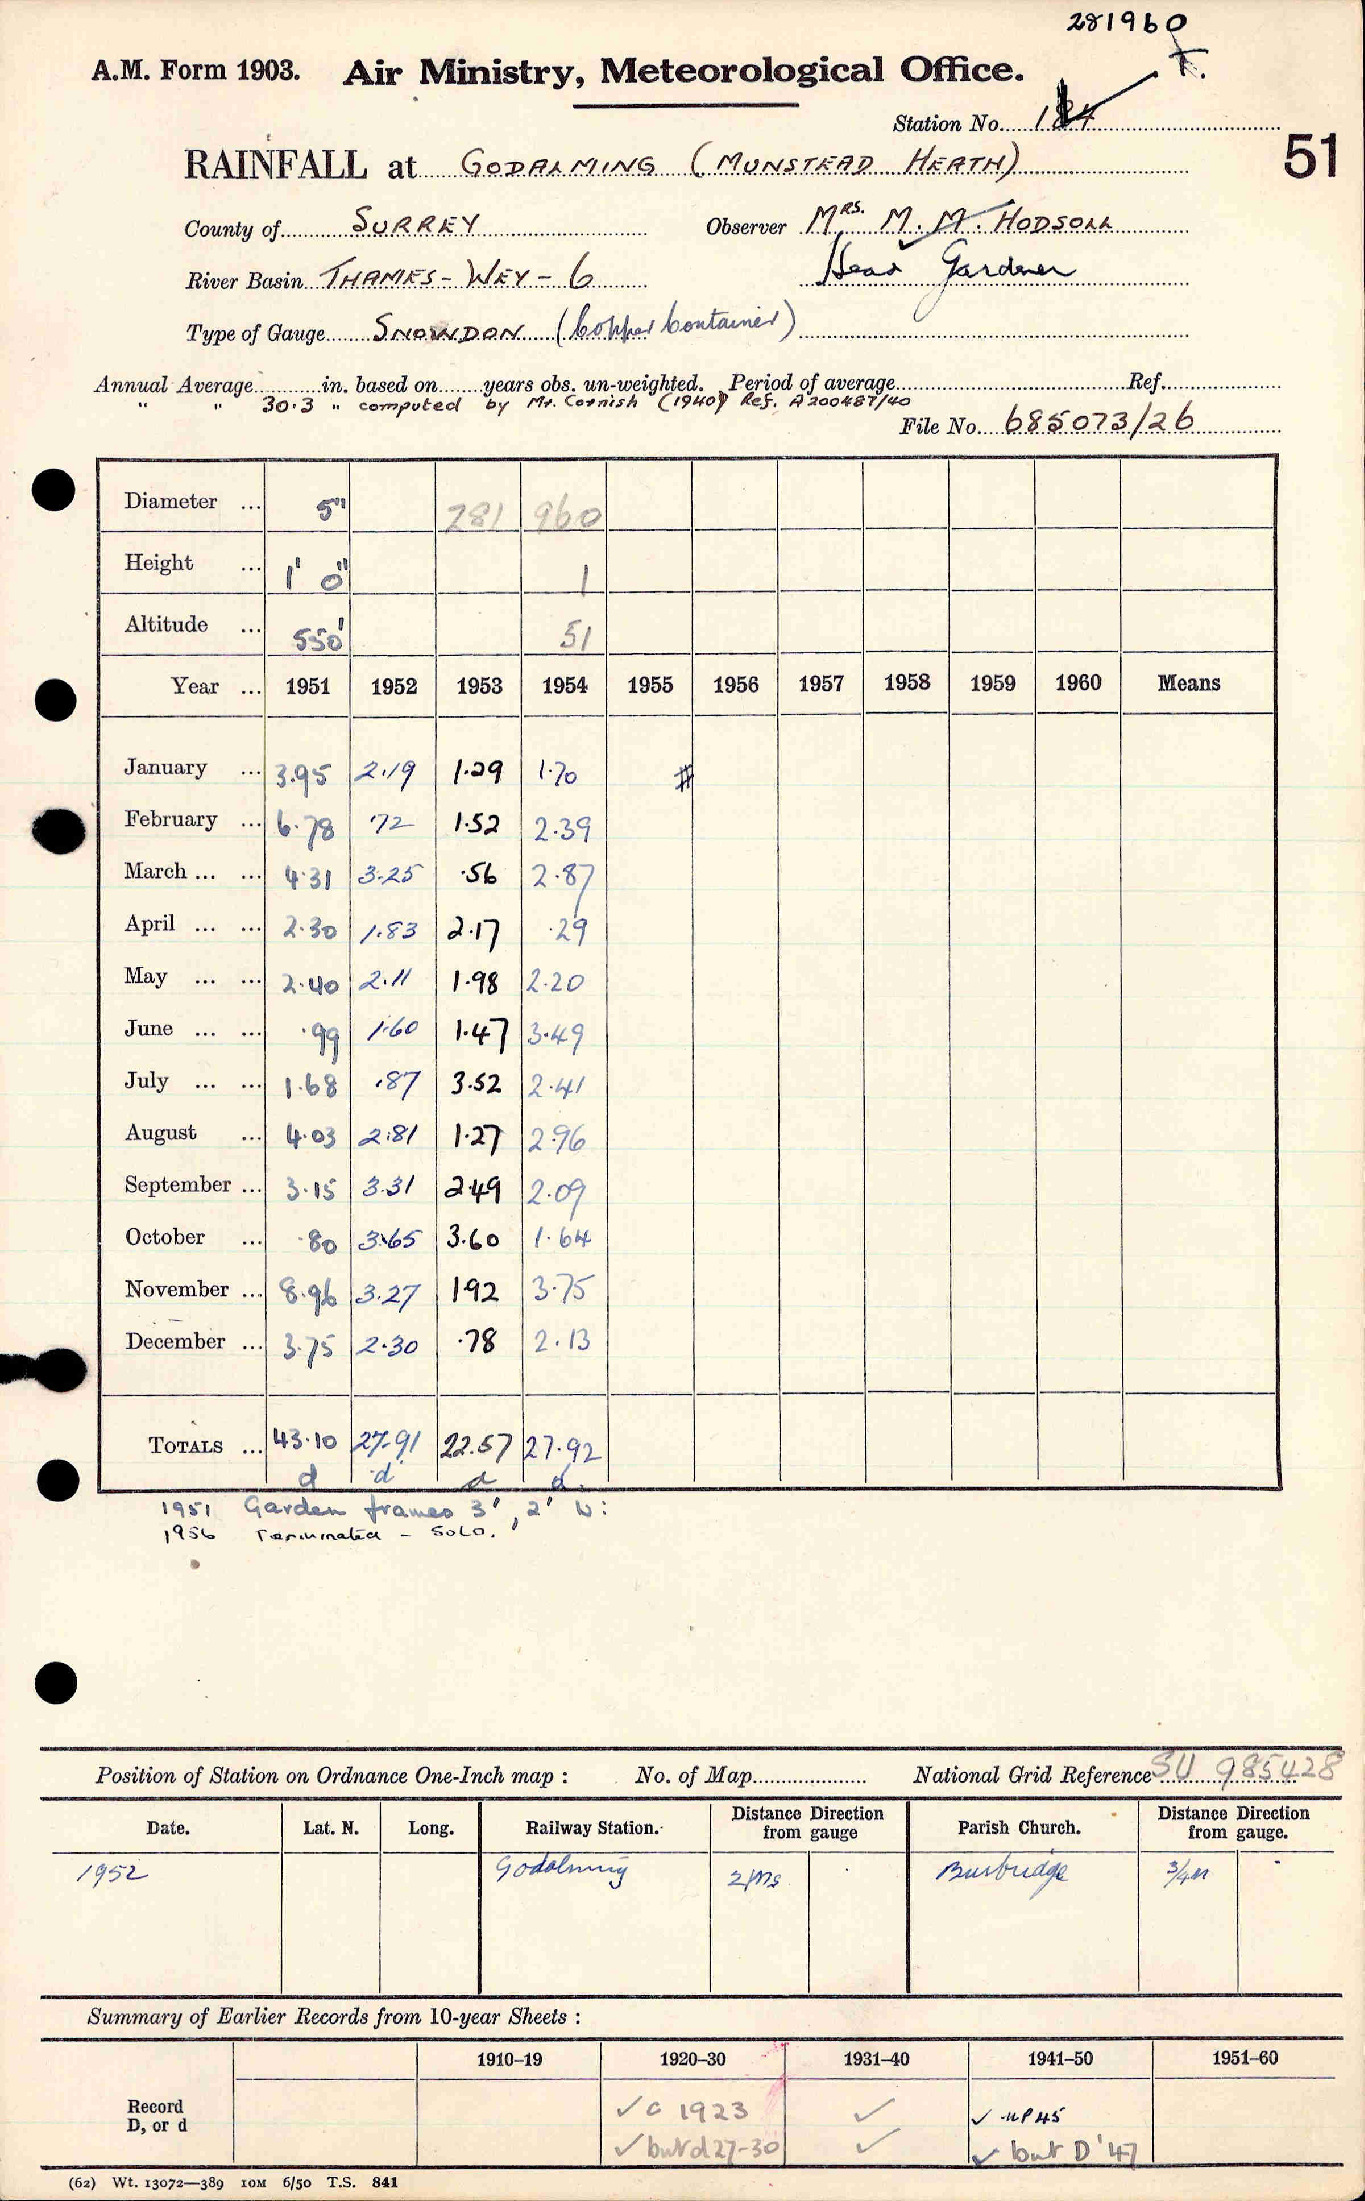 281960
A.M. Form 1903. Air Ministry, Meteorological Office.
Station No. 184
51
RAINFALL at GODALMING (MUNSTEAD HEATH)
County of SURREY Observer MRS. M. M. HODSOLL
River Basin THAMES - WEY - 6 Head Gardener
Type of Gauge SNOWDON (Copper Container)
Annual Average in. based on years obs. un-weighted. Period of average Ref.
" " 30.3 " computed by Mr. Cornish (1940) Ref. A200487/40
File No. 685073/26
Diameter ... 5" 281 960
Height ... 1' 0" 1
Altitude ... 550' 51
Year ... 1951 1952 1953 1954 1955 1956 1957 1958 1959 1960 Means
January ... 3.95 2.19 1.29 1.70 #
February ... 6.78 .72 1.52 2.39
March ... ... 4.31 3.25 .56 2.87
April ... ... 2.30 1.83 2.17 .29
May ... ... 2.40 2.11 1.98 2.20
June ... ... .99 1.60 1.47 3.49
July ... ... 1.68 .87 3.52 2.41
August ... 4.03 2.81 1.27 2.96
September ... 3.15 3.31 2.49 2.09
October ... .80 3.65 3.60 1.64
November ... 8.96 3.27 1.92 3.75
December ... 3.75 2.30 .78 2.13
TOTALS ... 43.10 27.91 22.57 27.92
d d d d
1951 Garden frames 3', 2' W:
1956 Terminated - SOLO.
Position of Station on Ordnance One-Inch map : No. of Map National Grid Reference SU 985428
Date. Lat. N. Long. Railway Station. Distance Direction from gauge Parish Church. Distance Direction from gauge.
1952 Godalming 2 Mls Busbridge 3/4 M
Summary of Earlier Records from 10-year Sheets :
1910–19 1920–30 1931–40 1941–50 1951–60
Record D, or d
✓ c 1923 ✓ ✓ 45
✓ but d 27-30 ✓ ✓ but D '47
(62) Wt. 13072—389 10M 6/50 T.S. 841